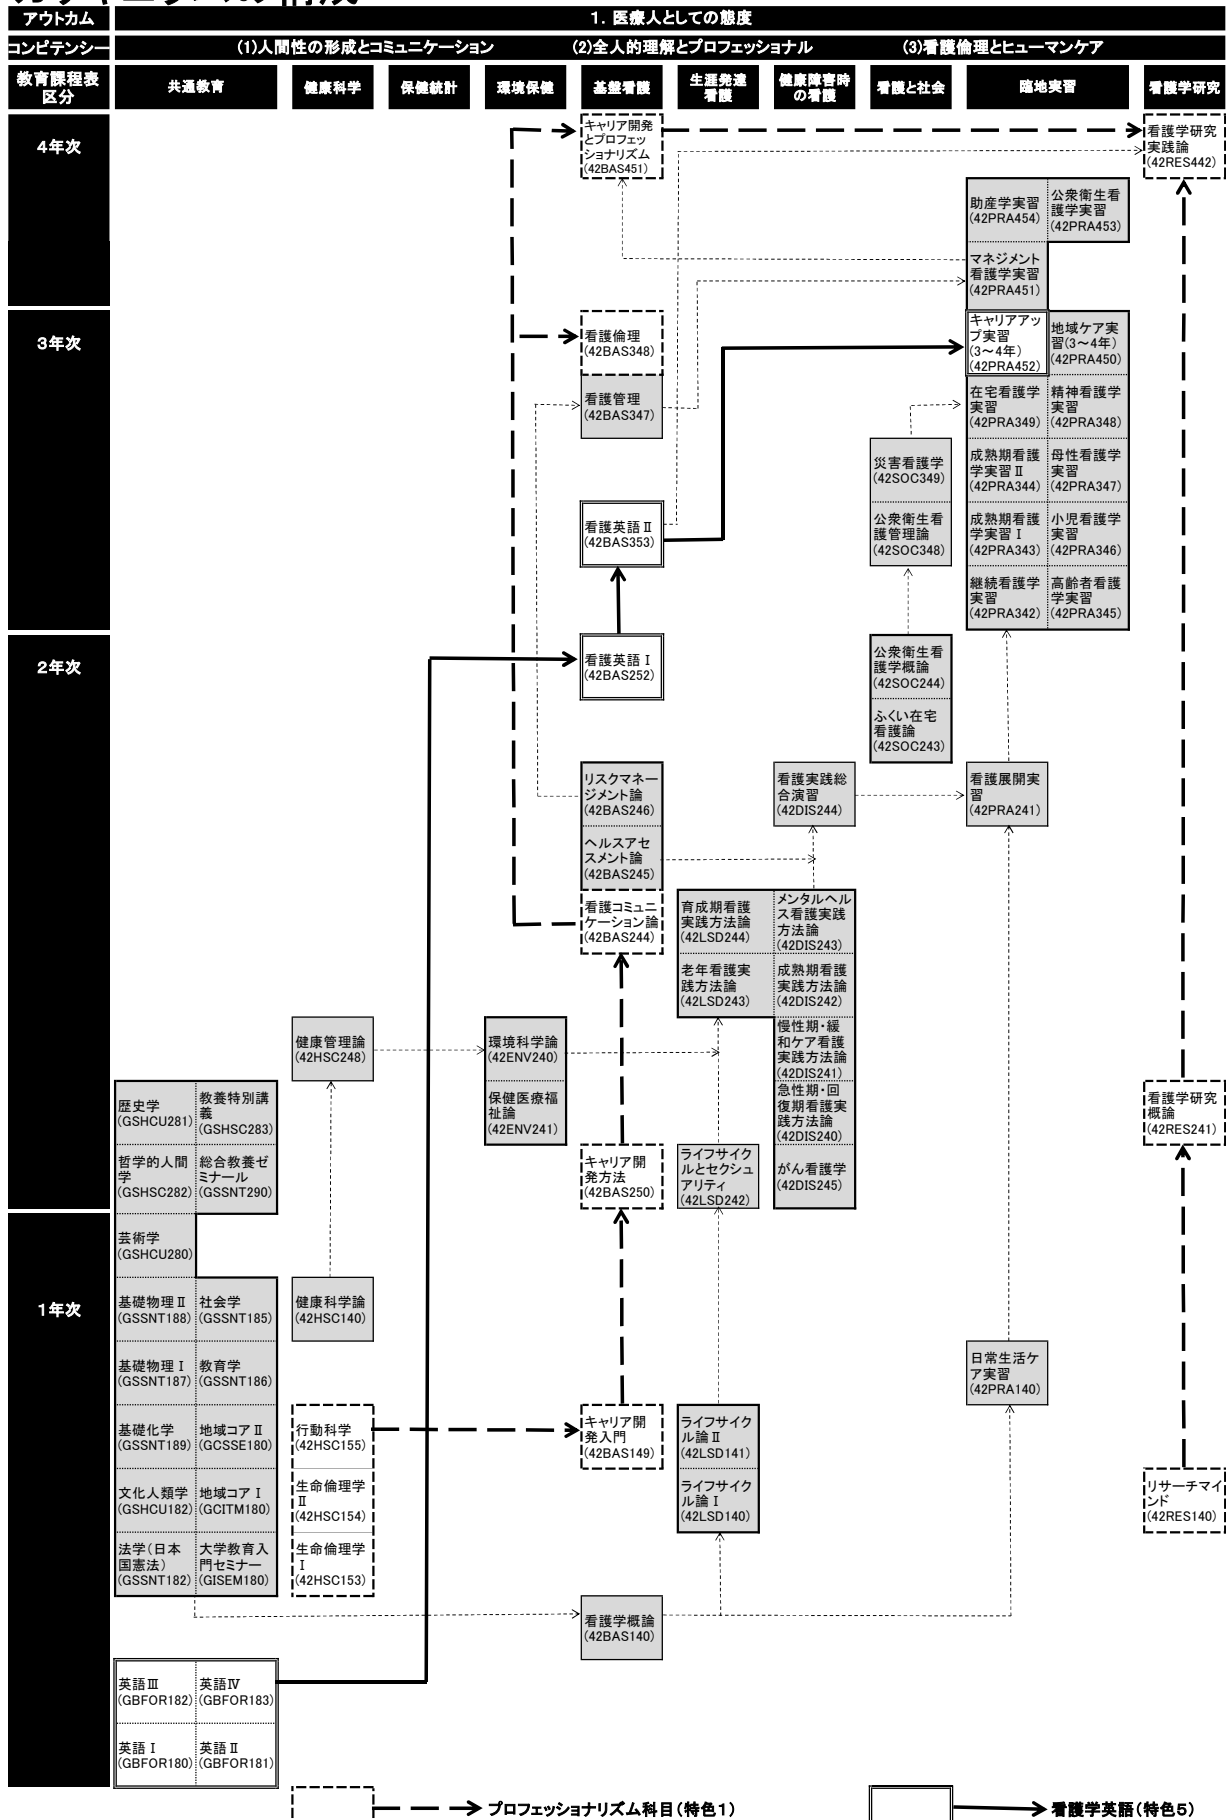 カリキュラムの構成
アウトカム
1. 医療人としての態度
コンピテンシー
(1)人間性の形成とコミュニケーション
(2)全人的理解とプロフェッショナル
(3)看護倫理とヒューマンケア
教育課程表
区分
共通教育
健康科学
保健統計
環境保健
基盤看護
生涯発達
看護
健康障害時
の看護
看護と社会
臨地実習
看護学研究
4年次
キャリア開発
とプロフェッ
ショナリズム
(42BAS451)
看護学研究
実践論
(42RES442)
助産学実習
(42PRA454)
公衆衛生看
護学実習
(42PRA453)
マネジメント
看護学実習
(42PRA451)
3年次
看護倫理
(42BAS348)
キャリアアッ
プ実習
(3～4年)
(42PRA452)
地域ケア実
習(3～4年)
(42PRA450)
看護管理
(42BAS347)
在宅看護学
実習
(42PRA349)
精神看護学
実習
(42PRA348)
災害看護学
(42SOC349)
成熟期看護
学実習Ⅱ
(42PRA344)
母性看護学
実習
(42PRA347)
看護英語Ⅱ
(42BAS353)
公衆衛生看
護管理論
(42SOC348)
成熟期看護
学実習Ⅰ
(42PRA343)
小児看護学
実習
(42PRA346)
継続看護学
実習
(42PRA342)
高齢者看護
学実習
(42PRA345)
2年次
看護英語Ⅰ
(42BAS252)
公衆衛生看
護学概論
(42SOC244)
ふくい在宅
看護論
(42SOC243)
リスクマネー
ジメント論
(42BAS246)
看護実践総
合演習
(42DIS244)
看護展開実
習
(42PRA241)
ヘルスアセ
スメント論
(42BAS245)
看護コミュニ
ケーション論
(42BAS244)
育成期看護
実践方法論
(42LSD244)
メンタルヘル
ス看護実践
方法論
(42DIS243)
老年看護実
践方法論
(42LSD243)
成熟期看護
実践方法論
(42DIS242)
健康管理論
(42HSC248)
環境科学論
(42ENV240)
慢性期・緩
和ケア看護
実践方法論
(42DIS241)
歴史学
(GSHCU281)
教養特別講
義
(GSHSC283)
保健医療福
祉論
(42ENV241)
急性期・回
復期看護実
践方法論
(42DIS240)
看護学研究
概論
(42RES241)
哲学的人間
学
(GSHSC282)
総合教養ゼ
ミナール
(GSSNT290)
キャリア開
発方法
(42BAS250)
ライフサイク
ルとセクシュ
アリティ
(42LSD242)
がん看護学
(42DIS245)
芸術学
(GSHCU280)
1年次
基礎物理Ⅱ
(GSSNT188)
社会学
(GSSNT185)
健康科学論
(42HSC140)
基礎物理Ⅰ
(GSSNT187)
教育学
(GSSNT186)
日常生活ケ
ア実習
(42PRA140)
基礎化学
(GSSNT189)
地域コアⅡ
(GCSSE180)
行動科学
(42HSC155)
キャリア開
発入門
(42BAS149)
ライフサイク
ル論Ⅱ
(42LSD141)
文化人類学
(GSHCU182)
地域コアⅠ
(GCITM180)
生命倫理学
Ⅱ
(42HSC154)
ライフサイク
ル論Ⅰ
(42LSD140)
リサーチマイ
ンド
(42RES140)
法学(日本
国憲法)
(GSSNT182)
大学教育入
門セミナー
(GISEM180)
生命倫理学
Ⅰ
(42HSC153)
看護学概論
(42BAS140)
英語Ⅲ
(GBFOR182)
英語Ⅳ
(GBFOR183)
英語Ⅰ
(GBFOR180)
英語Ⅱ
(GBFOR181)
プロフェッショナリズム科目(特色1)
看護学英語(特色5)